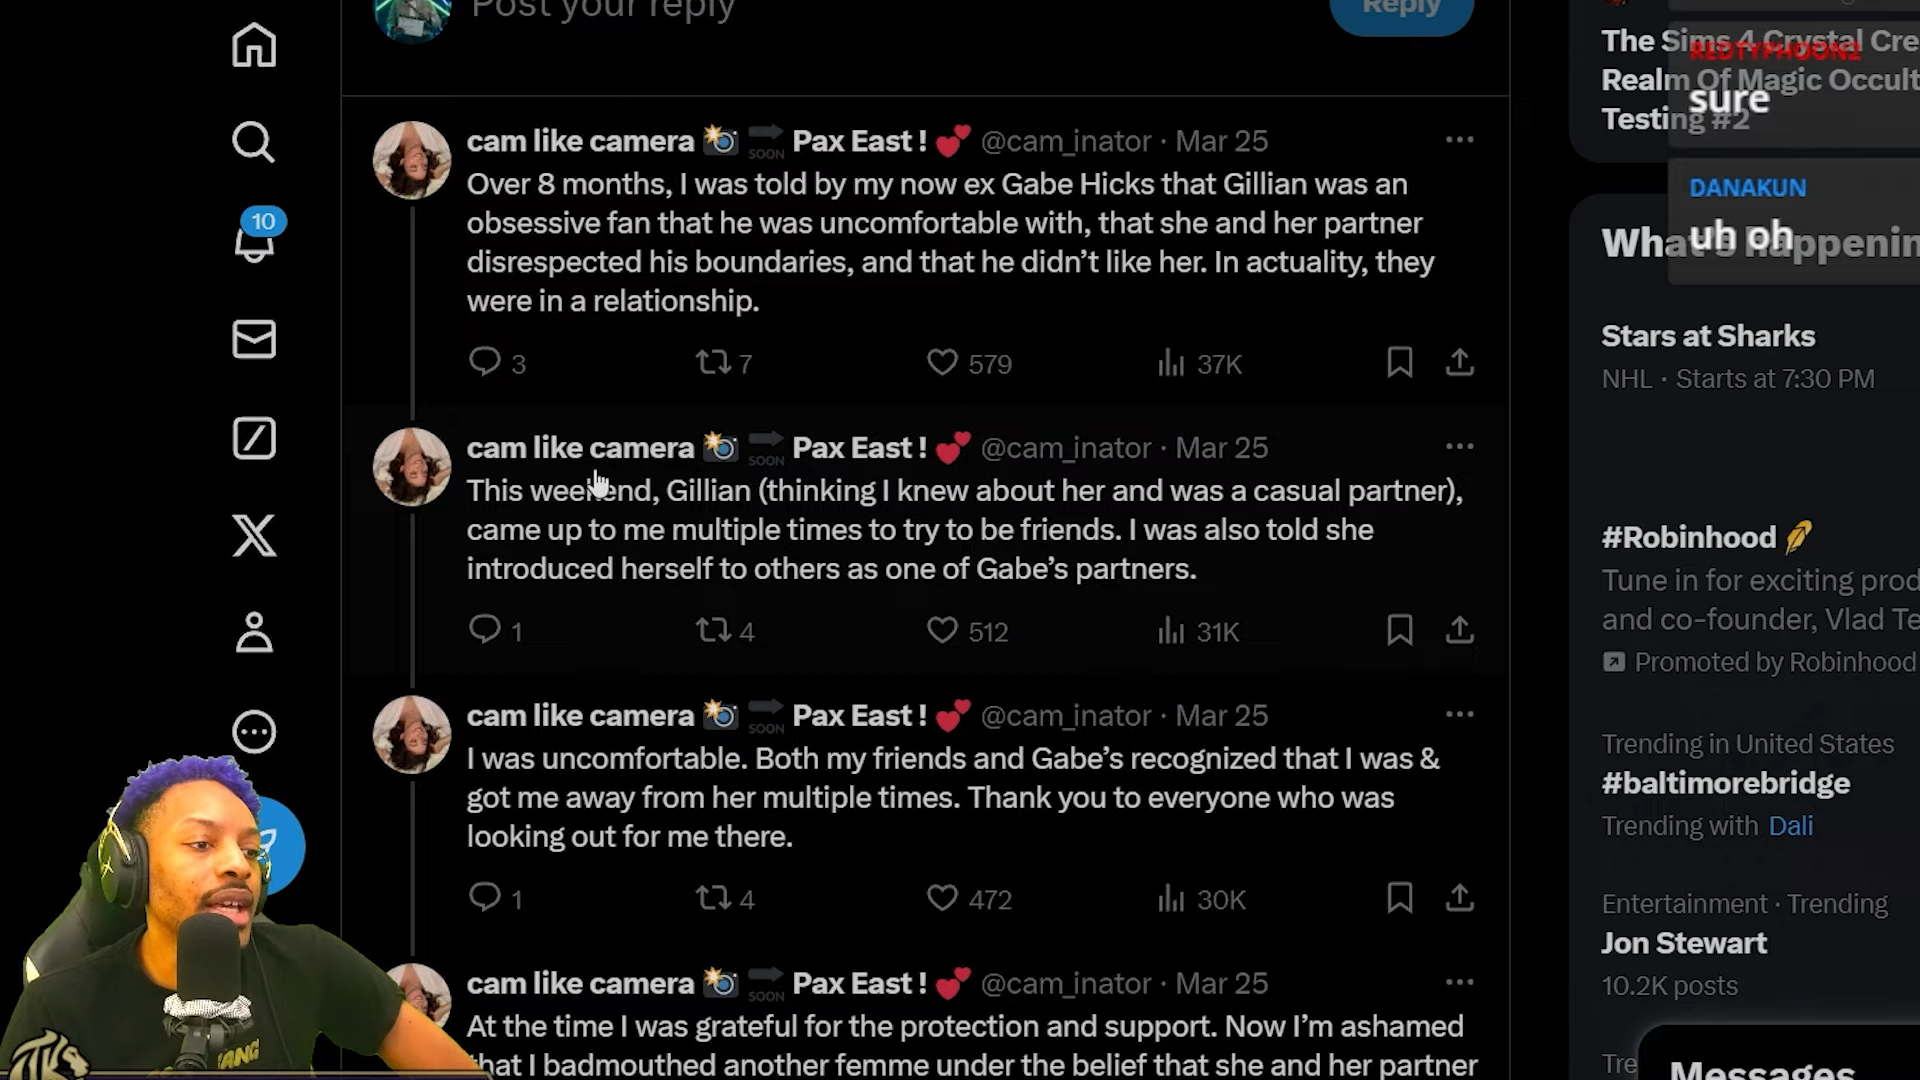 Post your reply
Reply
cam like camera SOON Pax East ! @cam_inator · Mar 25
Over 8 months, I was told by my now ex Gabe Hicks that Gillian was an
obsessive fan that he was uncomfortable with, that she and her partner
disrespected his boundaries, and that he didn't like her. In actuality, they
were in a relationship.
3 7 579 37K
cam like camera SOON Pax East ! @cam_inator · Mar 25
This weekend, Gillian (thinking I knew about her and was a casual partner),
came up to me multiple times to try to be friends. I was also told she
introduced herself to others as one of Gabe's partners.
1 4 512 31K
cam like camera SOON Pax East ! @cam_inator · Mar 25
I was uncomfortable. Both my friends and Gabe's recognized that I was &
got me away from her multiple times. Thank you to everyone who was
looking out for me there.
1 4 472 30K
cam like camera SOON Pax East ! @cam_inator · Mar 25
At the time I was grateful for the protection and support. Now I'm ashamed
that I badmouthed another femme under the belief that she and her partner
10
The Sims 4 Crystal Cre
Realm Of Magic Occult
Testing #2
REDTYPHOON2
sure
DANAKUN
uh oh
What's happenin
Stars at Sharks
NHL · Starts at 7:30 PM
#Robinhood
Tune in for exciting prod
and co-founder, Vlad Te
Promoted by Robinhood
Trending in United States
#baltimorebridge
Trending with Dali
Entertainment · Trending
Jon Stewart
10.2K posts
Tre
Messages